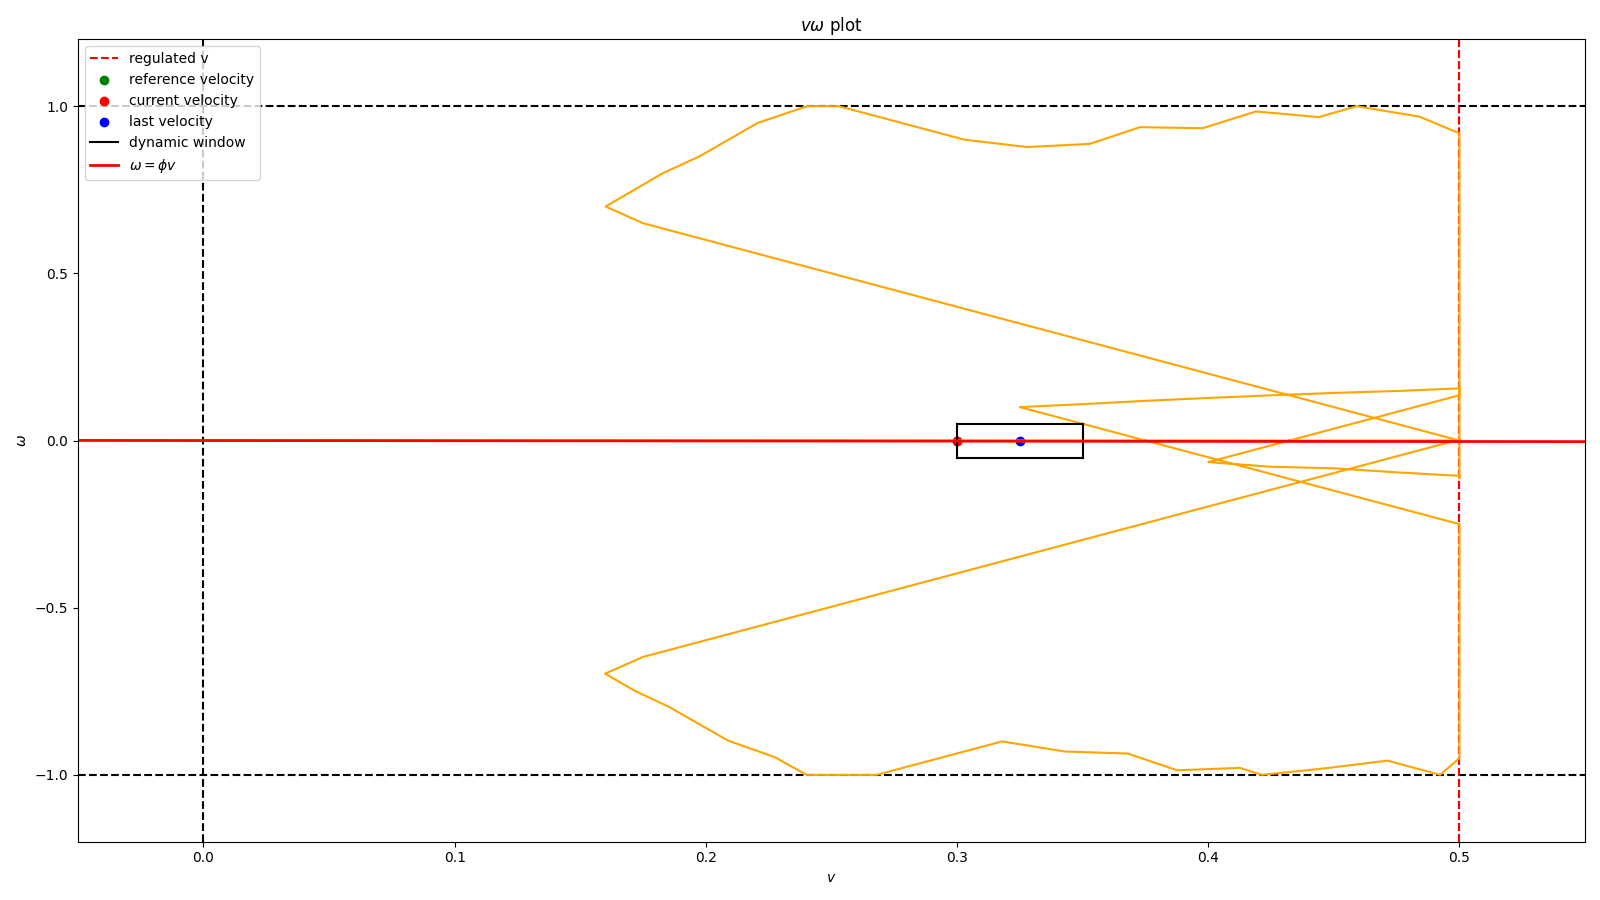 vω plot
regulated v
reference velocity
current velocity
last velocity
dynamic window
ω = ϕv
1.0
0.5
0.0
−0.5
−1.0
ω
0.0 0.1 0.2 0.3 0.4 0.5
v